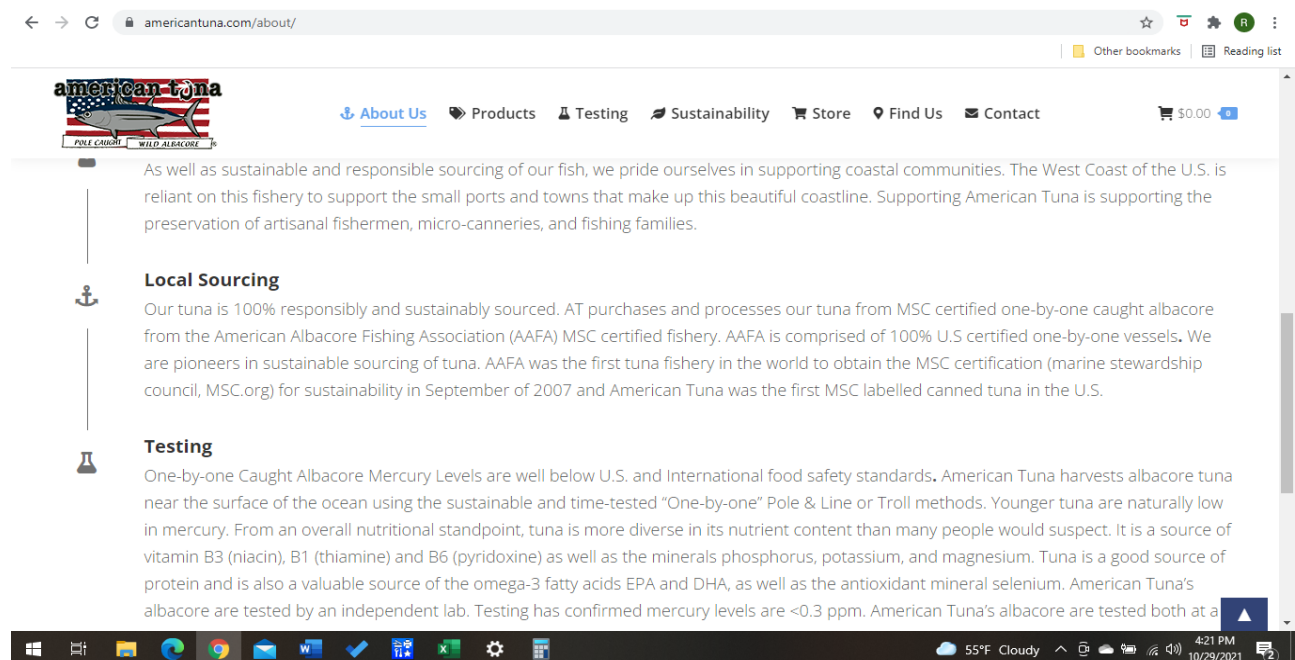 americantuna.com/about/
R
Other bookmarks
Reading list
american tuna
POLE CAUGHT WILD ALBACORE
About Us
Products
Testing
Sustainability
Store
Find Us
Contact
$0.00
0
As well as sustainable and responsible sourcing of our fish, we pride ourselves in supporting coastal communities. The West Coast of the U.S. is
reliant on this fishery to support the small ports and towns that make up this beautiful coastline. Supporting American Tuna is supporting the
preservation of artisanal fishermen, micro-canneries, and fishing families.
Local Sourcing
Our tuna is 100% responsibly and sustainably sourced. AT purchases and processes our tuna from MSC certified one-by-one caught albacore
from the American Albacore Fishing Association (AAFA) MSC certified fishery. AAFA is comprised of 100% U.S certified one-by-one vessels. We
are pioneers in sustainable sourcing of tuna. AAFA was the first tuna fishery in the world to obtain the MSC certification (marine stewardship
council, MSC.org) for sustainability in September of 2007 and American Tuna was the first MSC labelled canned tuna in the U.S.
Testing
One-by-one Caught Albacore Mercury Levels are well below U.S. and International food safety standards. American Tuna harvests albacore tuna
near the surface of the ocean using the sustainable and time-tested “One-by-one” Pole & Line or Troll methods. Younger tuna are naturally low
in mercury. From an overall nutritional standpoint, tuna is more diverse in its nutrient content than many people would suspect. It is a source of
vitamin B3 (niacin), B1 (thiamine) and B6 (pyridoxine) as well as the minerals phosphorus, potassium, and magnesium. Tuna is a good source of
protein and is also a valuable source of the omega-3 fatty acids EPA and DHA, as well as the antioxidant mineral selenium. American Tuna’s
albacore are tested by an independent lab. Testing has confirmed mercury levels are <0.3 ppm. American Tuna’s albacore are tested both at a
55°F Cloudy
4:21 PM
10/29/2021
2